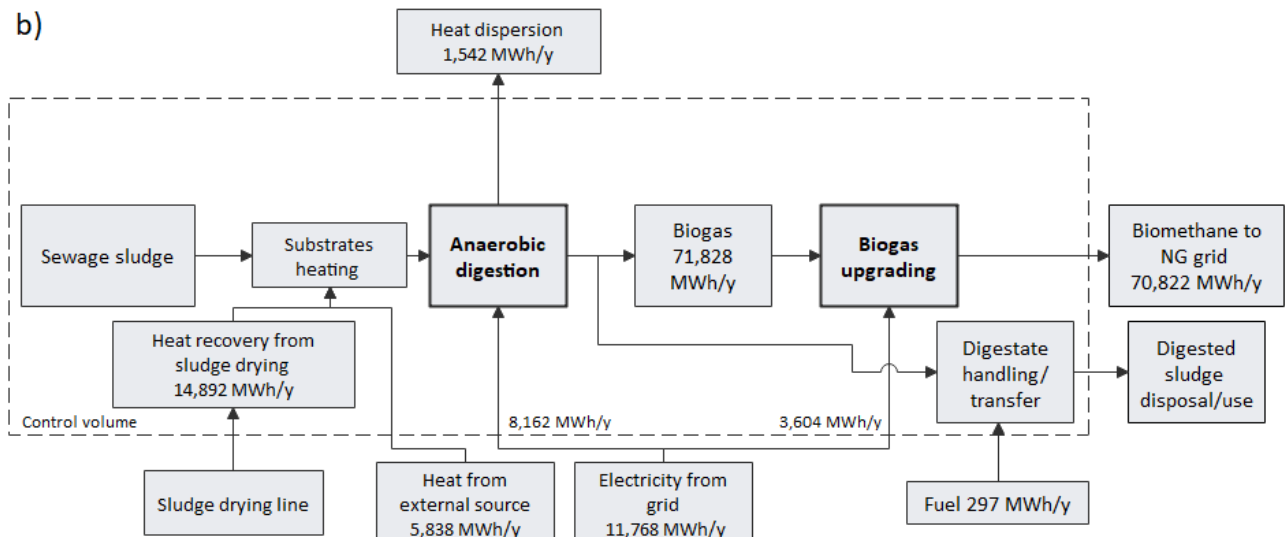 b)
Heat dispersion
1,542 MWh/y
Sewage sludge
Substrates
heating
Anaerobic
digestion
Biogas
71,828
MWh/y
Biogas
upgrading
Biomethane to
NG grid
70,822 MWh/y
Heat recovery from
sludge drying
14,892 MWh/y
Digestate
handling/
transfer
Digested
sludge
disposal/use
Control volume
8,162 MWh/y
3,604 MWh/y
Sludge drying line
Heat from
external source
5,838 MWh/y
Electricity from
grid
11,768 MWh/y
Fuel 297 MWh/y